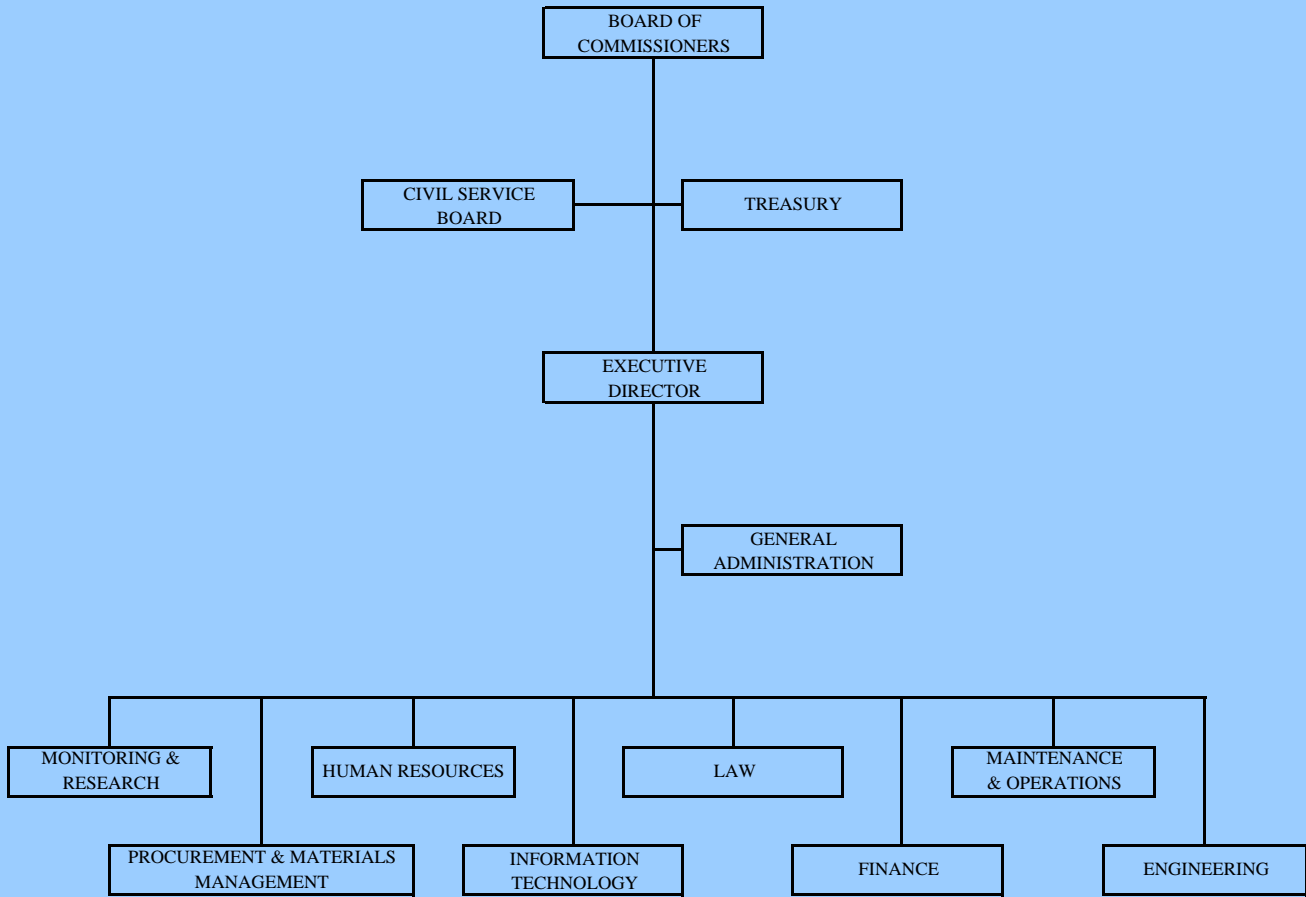 BOARD OF
COMMISSIONERS
CIVIL SERVICE
BOARD
TREASURY
EXECUTIVE
DIRECTOR
GENERAL
ADMINISTRATION
MONITORING &
RESEARCH
HUMAN RESOURCES
LAW
MAINTENANCE
& OPERATIONS
PROCUREMENT & MATERIALS
MANAGEMENT
INFORMATION
TECHNOLOGY
FINANCE
ENGINEERING